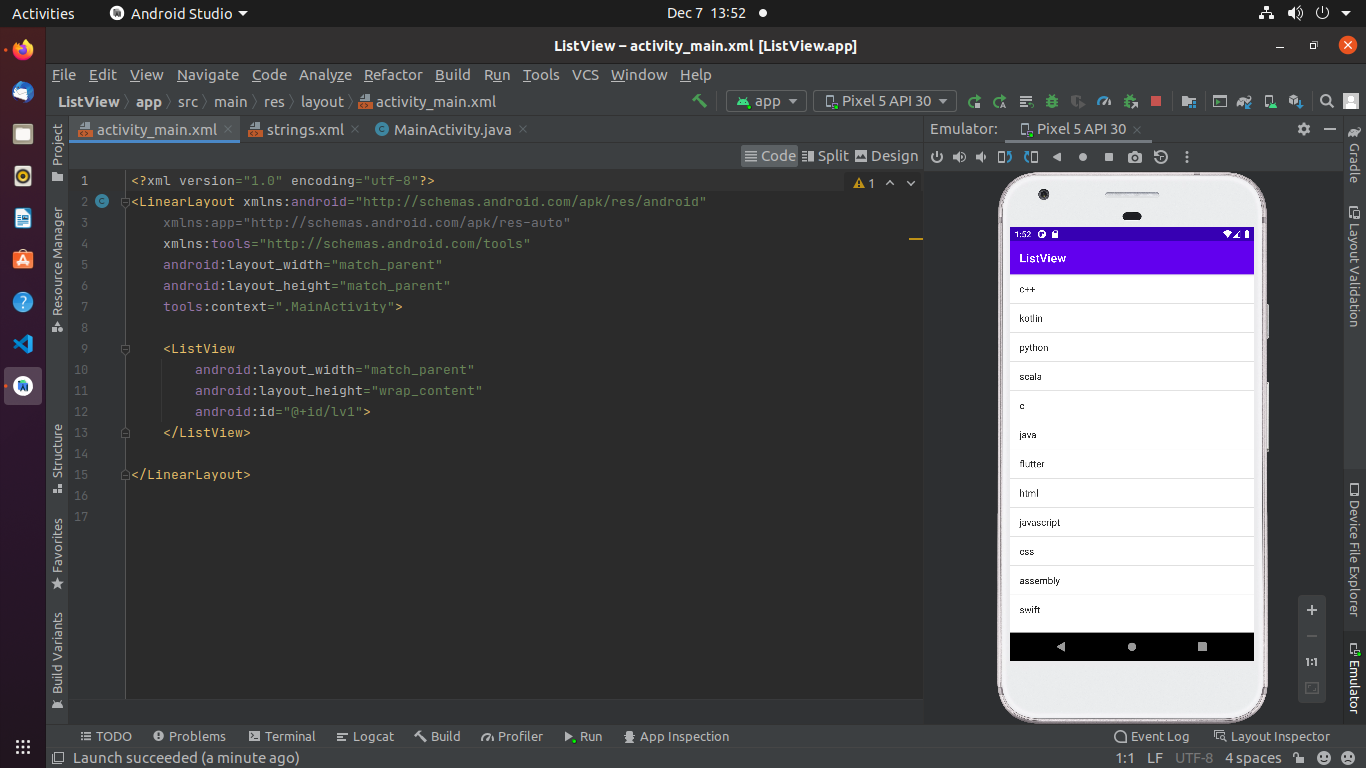 Activities Android Studio Dec 7 13:52
ListView – activity_main.xml [ListView.app]
File Edit View Navigate Code Analyze Refactor Build Run Tools VCS Window Help
ListView app src main res layout activity_main.xml app Pixel 5 API 30
activity_main.xml strings.xml MainActivity.java Emulator: Pixel 5 API 30
Code Split Design
1 <?xml version="1.0" encoding="utf-8"?> 1
2 <LinearLayout xmlns:android="http://schemas.android.com/apk/res/android"
3 xmlns:app="http://schemas.android.com/apk/res-auto"
4 xmlns:tools="http://schemas.android.com/tools"
5 android:layout_width="match_parent"
6 android:layout_height="match_parent"
7 tools:context=".MainActivity">
8
9 <ListView
10 android:layout_width="match_parent"
11 android:layout_height="wrap_content"
12 android:id="@+id/lv1">
13 </ListView>
14
15 </LinearLayout>
16
17
Project
Resource Manager
Structure
Favorites
Build Variants
1:52
ListView
c++
kotlin
python
scala
c
java
flutter
html
javascript
css
assembly
swift
1:1
Gradle
Layout Validation
Device File Explorer
Emulator
TODO Problems Terminal Logcat Build Profiler Run App Inspection Event Log Layout Inspector
Launch succeeded (a minute ago) 1:1 LF UTF-8 4 spaces